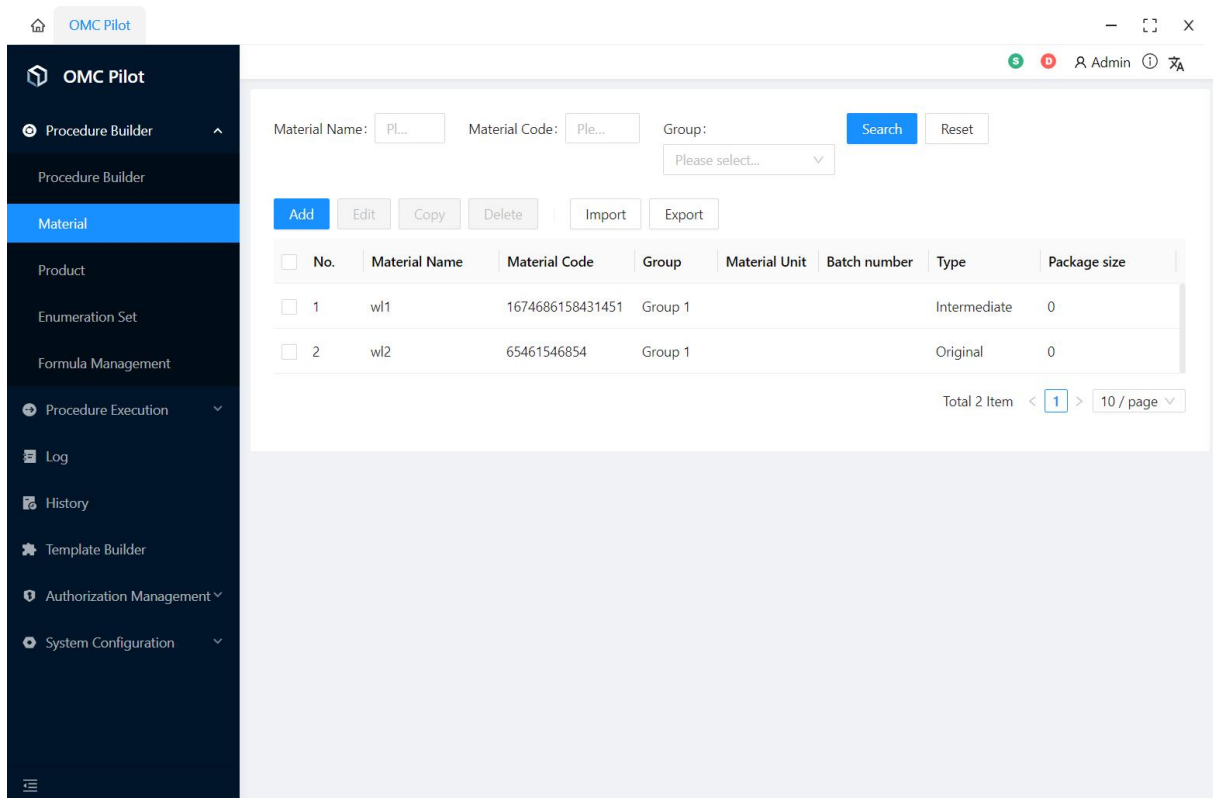 OMC Pilot
OMC Pilot
S D Admin
Procedure Builder
Procedure Builder
Material
Product
Enumeration Set
Formula Management
Procedure Execution
Log
History
Template Builder
Authorization Management
System Configuration
Material Name: Pl... Material Code: Ple... Group: Search Reset
Please select...
Add Edit Copy Delete Import Export
No. Material Name Material Code Group Material Unit Batch number Type Package size
1 wl1 1674686158431451 Group 1 Intermediate 0
2 wl2 65461546854 Group 1 Original 0
Total 2 Item < 1 > 10 / page